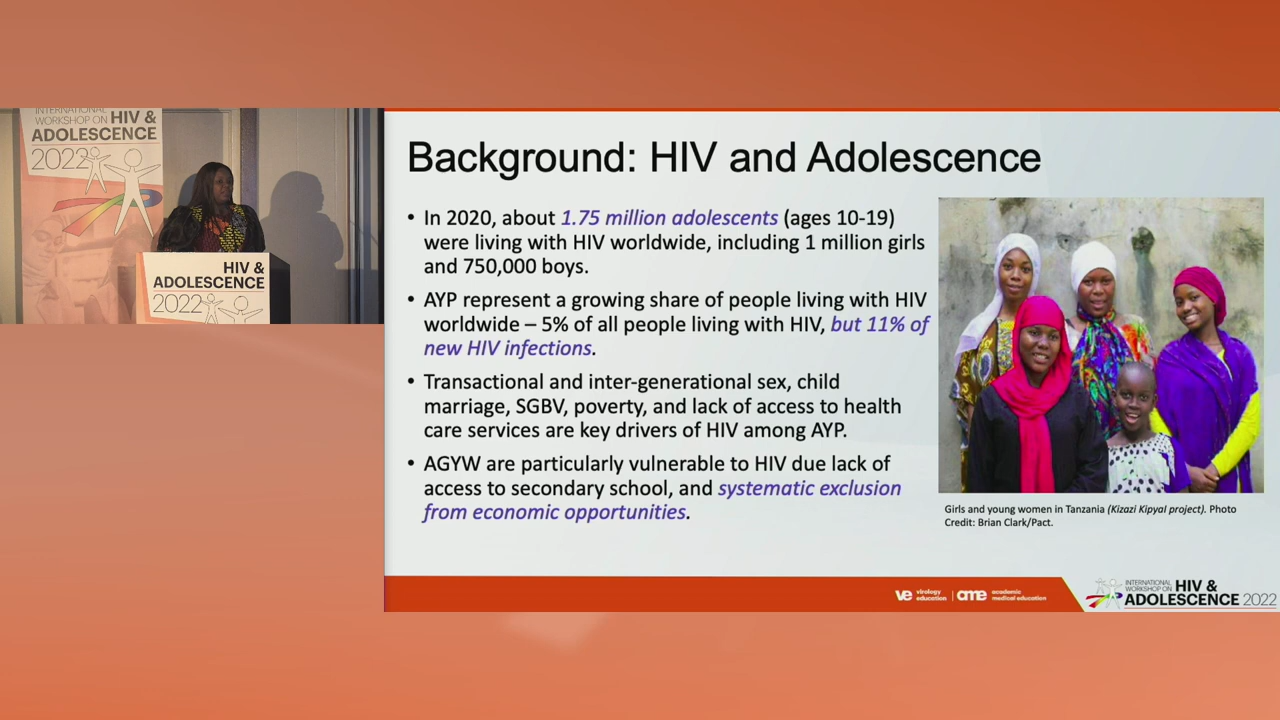 INTERNATIONAL
WORKSHOP ON HIV &
ADOLESCENCE
2022
HIV &
ADOLESCENCE
2022
Background: HIV and Adolescence
• In 2020, about 1.75 million adolescents (ages 10-19)
were living with HIV worldwide, including 1 million girls
and 750,000 boys.
• AYP represent a growing share of people living with HIV
worldwide – 5% of all people living with HIV, but 11% of
new HIV infections.
• Transactional and inter-generational sex, child
marriage, SGBV, poverty, and lack of access to health
care services are key drivers of HIV among AYP.
• AGYW are particularly vulnerable to HIV due lack of
access to secondary school, and systematic exclusion
from economic opportunities.
Girls and young women in Tanzania (Kizazi Kipyal project). Photo
Credit: Brian Clark/Pact.
ve virology education | ame academic medical education
INTERNATIONAL
WORKSHOP ON HIV &
ADOLESCENCE 2022